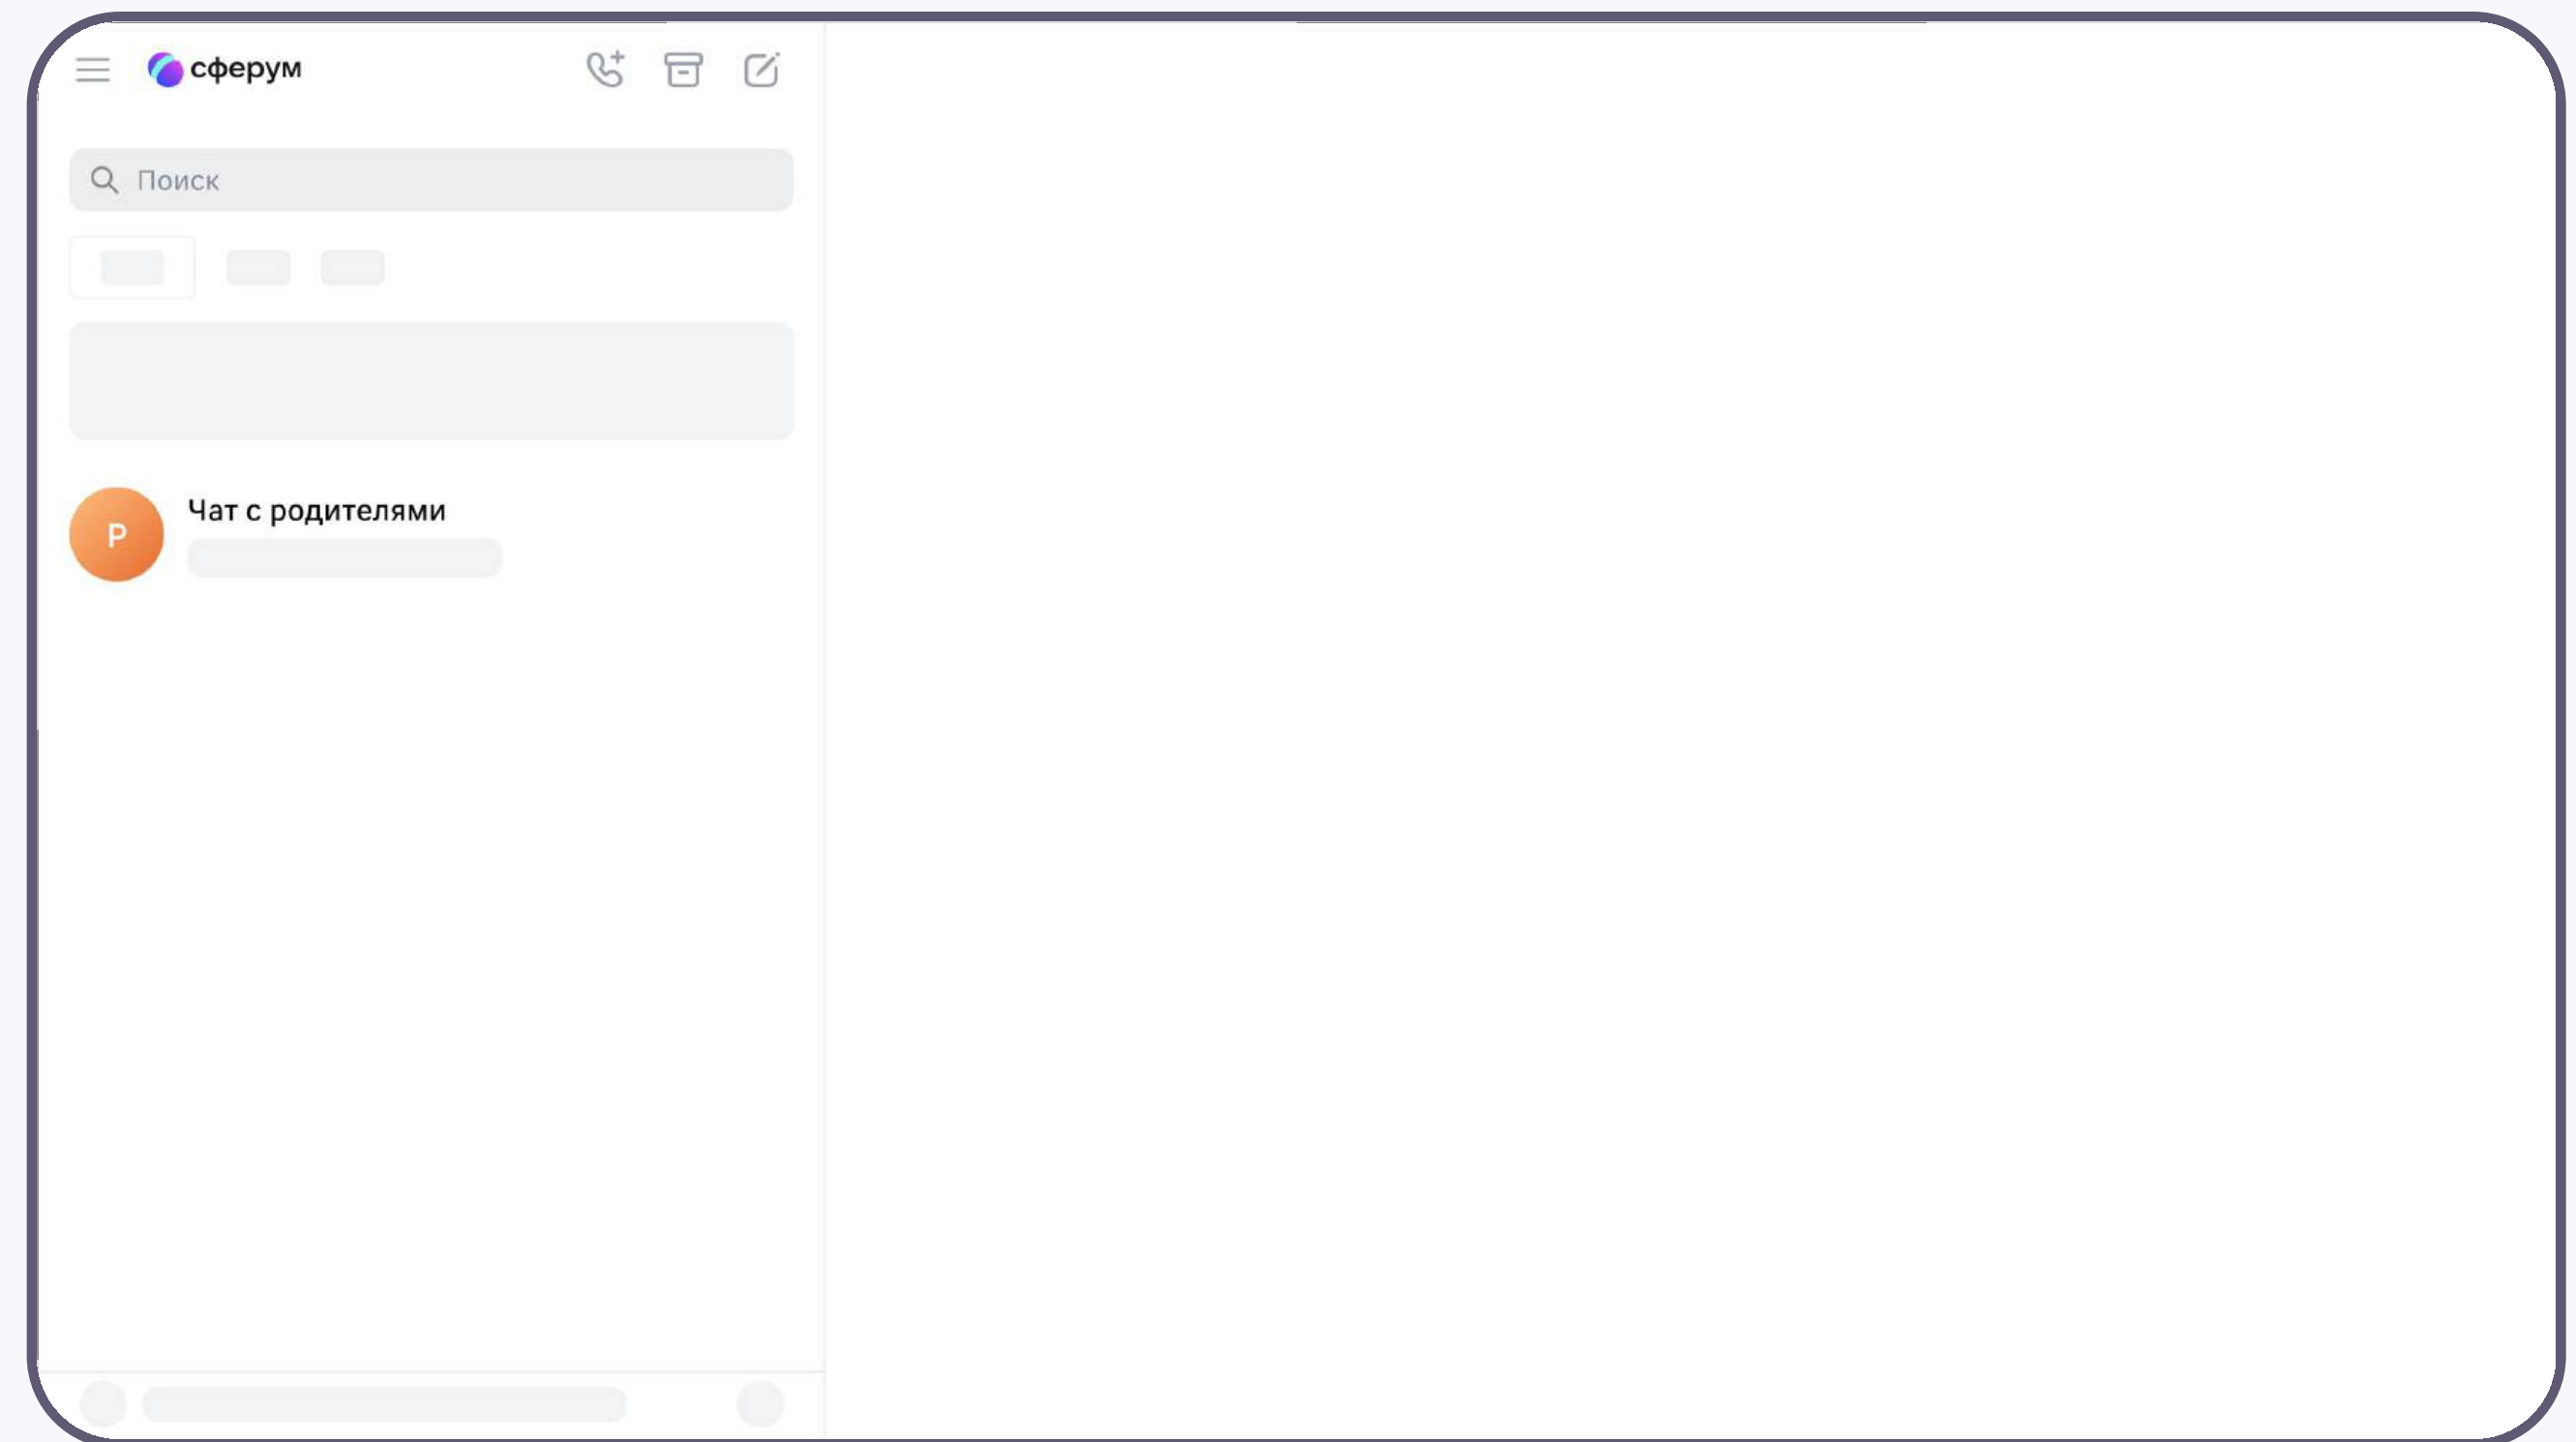 сферум
Поиск
Р
Чат с родителями